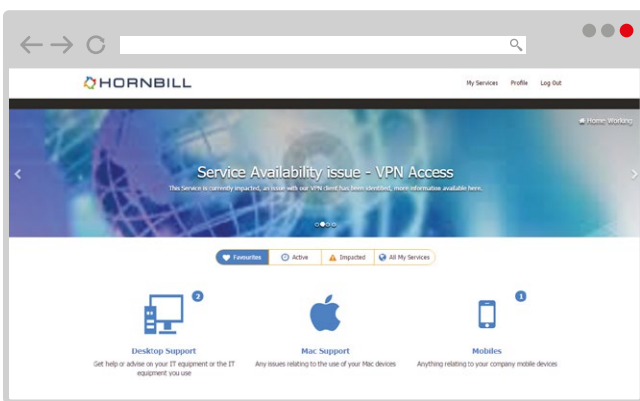 HORNBILL
My Services Profile Log Out
Home Working
Service Availability issue - VPN Access
This Service is currently impacted, an issue with our VPN client has been identified, more information available here.
Favourites Active Impacted All My Services
2
1
Desktop Support Mac Support Mobiles
Get help or advise on your IT equipment or the IT Any issues relating to the use of your Mac devices Anything relating to your company mobile devices
equipment you use